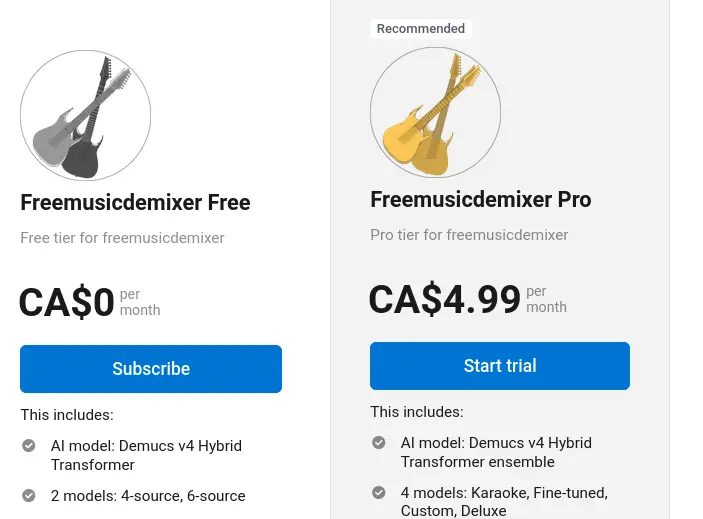 Recommended
Freemusicdemixer Free
Free tier for freemusicdemixer
CA$0 per
month
Subscribe
This includes:
AI model: Demucs v4 Hybrid
Transformer
2 models: 4-source, 6-source
Freemusicdemixer Pro
Pro tier for freemusicdemixer
CA$4.99 per
month
Start trial
This includes:
AI model: Demucs v4 Hybrid
Transformer ensemble
4 models: Karaoke, Fine-tuned,
Custom, Deluxe